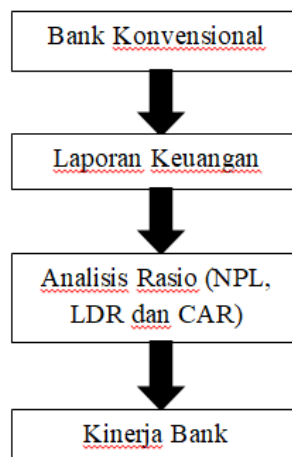 Bank Konvensional
Laporan Keuangan
Analisis Rasio (NPL,
LDR dan CAR)
Kinerja Bank